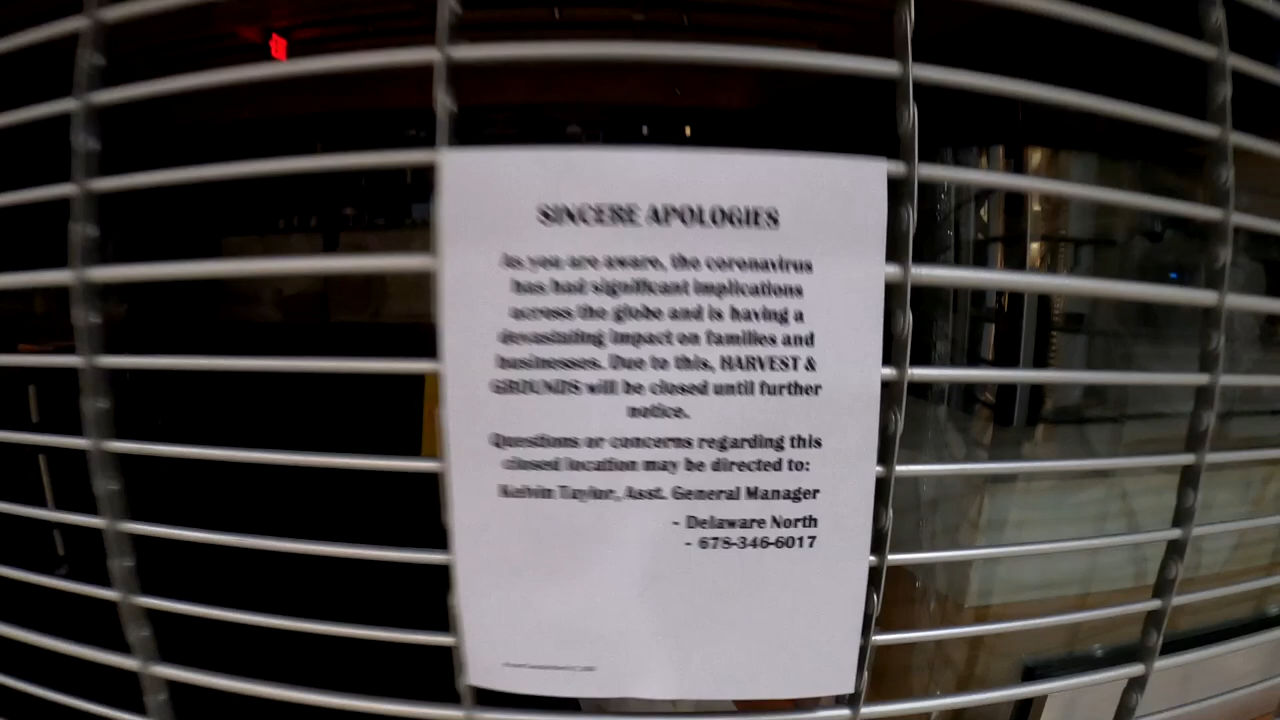 SINCERE APOLOGIES
As you are aware, the coronavirus
has had significant implications
across the globe and is having a
devastating impact on families and
businesses. Due to this, HARVEST &
GROUNDS will be closed until further
notice.
Questions or concerns regarding this
closed location may be directed to:
Kelvin Taylor, Asst. General Manager
- Delaware North
- 678-346-6017